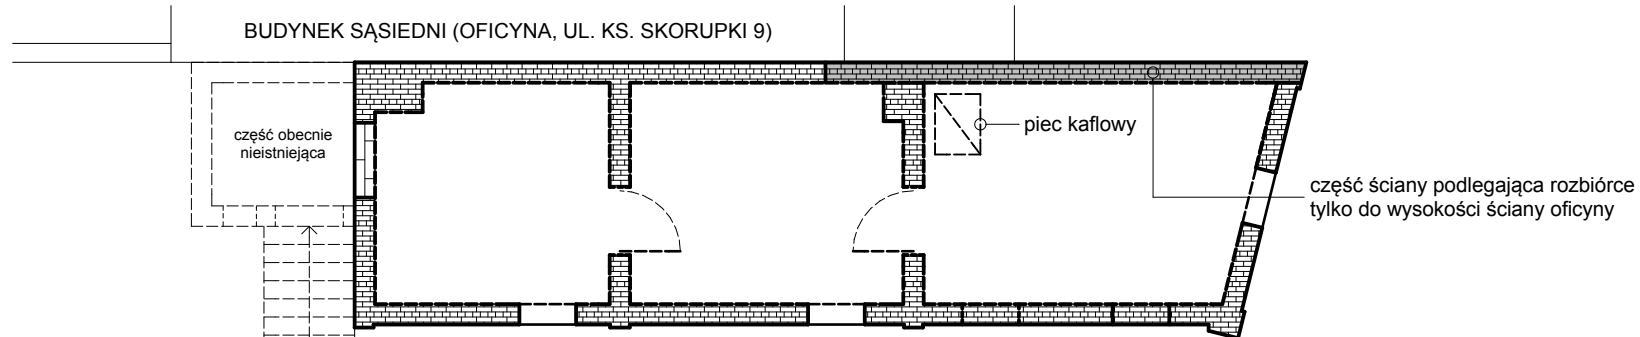 BUDYNEK SĄSIEDNI (OFICYNA, UL. KS. SKORUPKI 9)
część obecnie
nieistniejąca
piec kaflowy
część ściany podlegająca rozbiórce
tylko do wysokości ściany oficyny